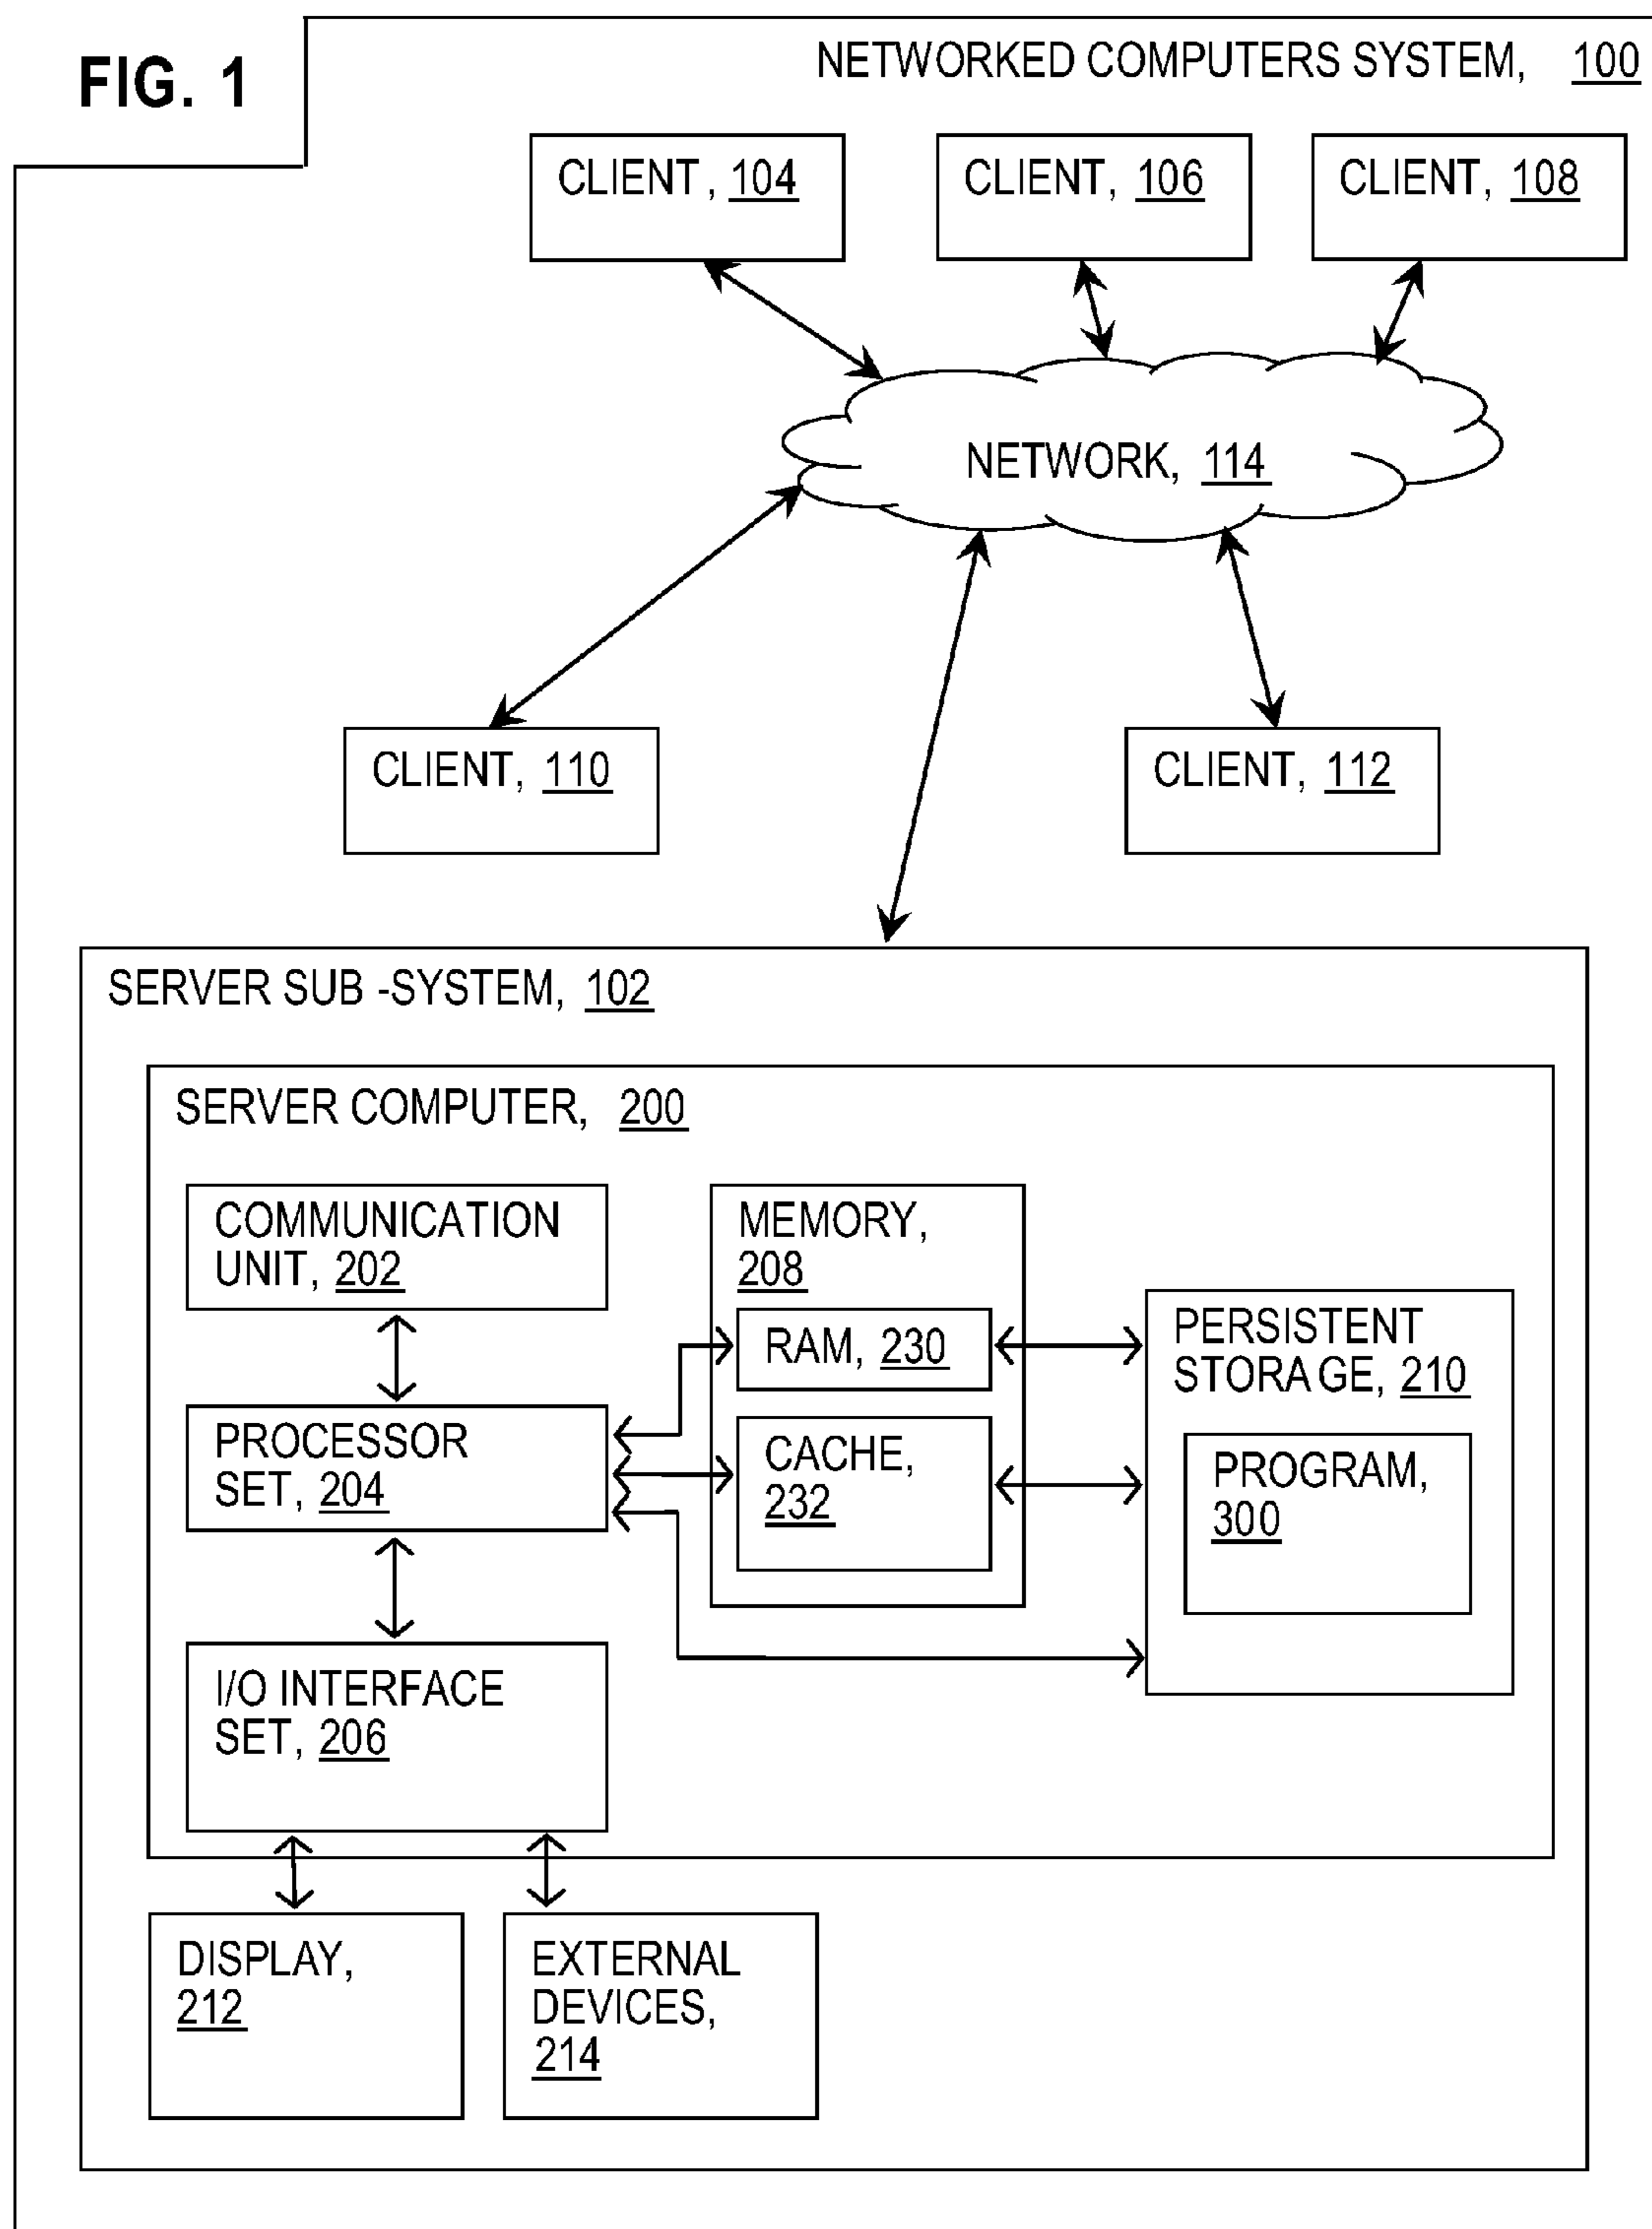 FIG. 1
NETWORKED COMPUTERS SYSTEM, 100
CLIENT , 104
CLIENT, 106
CLIENT, 108
NETWORK, 114
CLIENT, 110
CLIENT, 112
SERVER SUB -SYSTEM, 102
SERVER COMPUTER, 200
COMMUNICATION
UNIT, 202
MEMORY,
208
RAM, 230
PERSISTENT
STORAGE, 210
PROCESSOR
SET, 204
CACHE,
232
PROGRAM,
300
I/O INTERFACE
SET, 206
DISPLAY,
212
EXTERNAL
DEVICES,
214